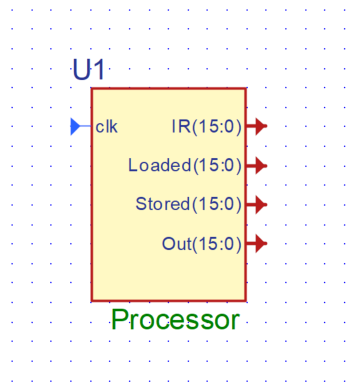 U1
clk
IR(15:0)
Loaded(15:0)
Stored(15:0)
Out(15:0)
Processor